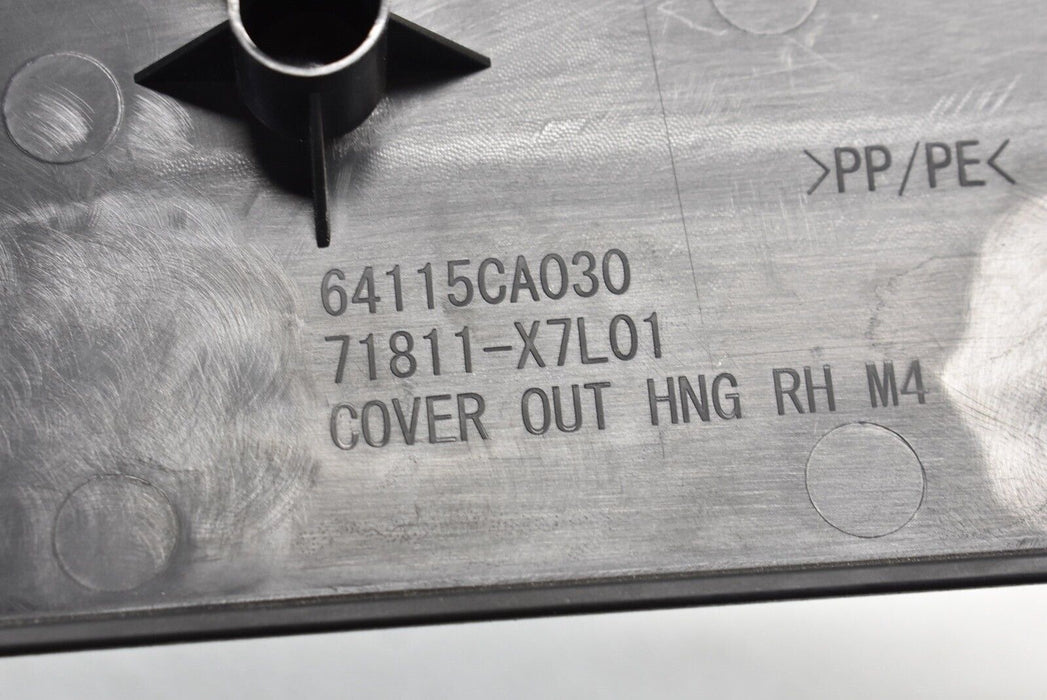 >PP/PE<
64115CA030
71811-X7L01
COVER OUT HNG RH M4